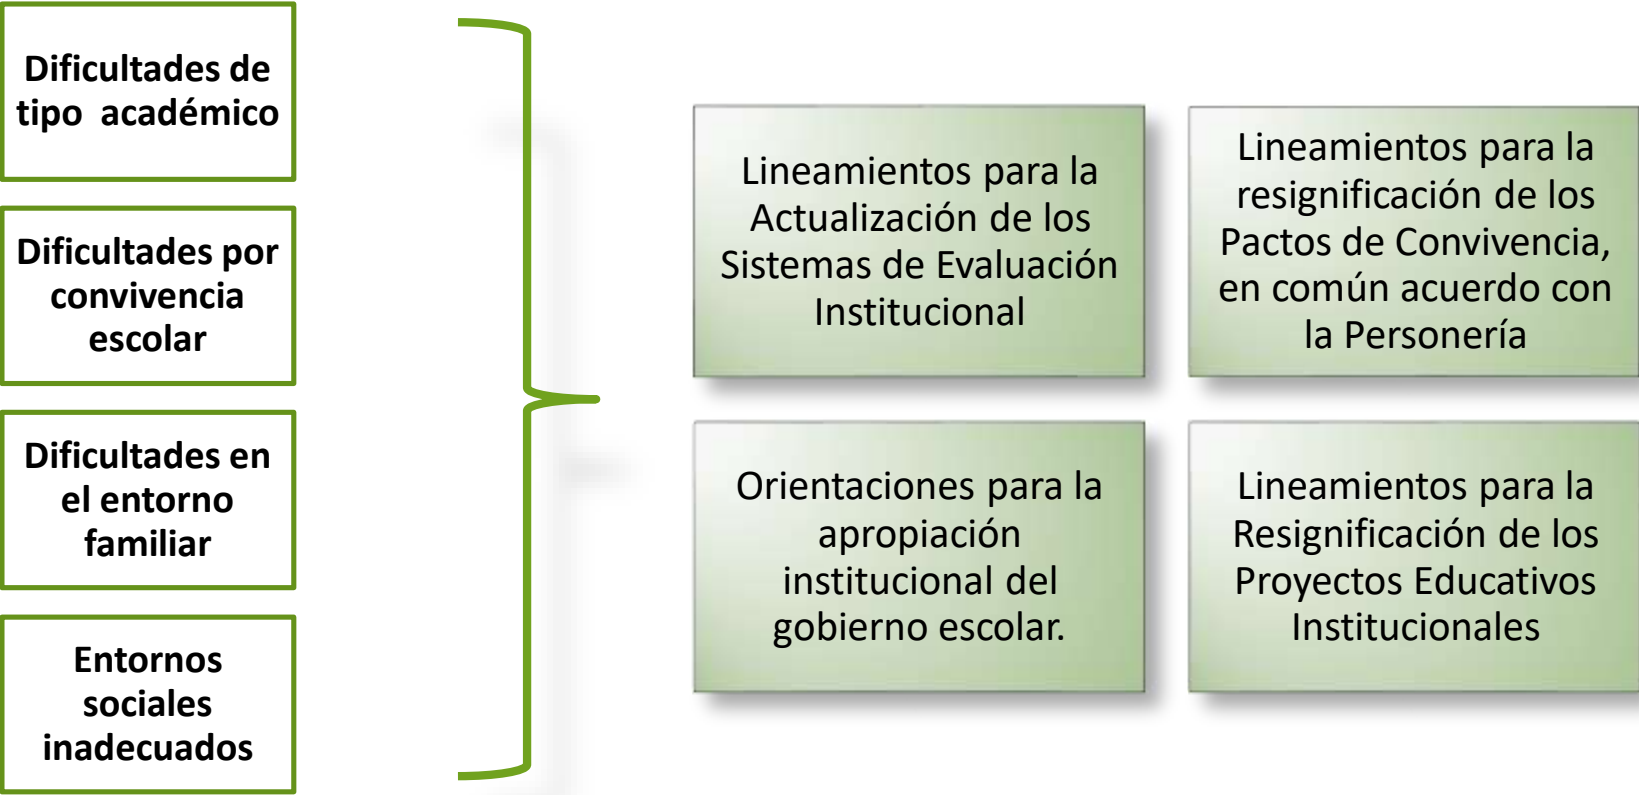 Dificultades de
tipo académico
Dificultades por
convivencia
escolar
Dificultades en
el entorno
familiar
Entornos
sociales
inadecuados
Lineamientos para la
Actualización de los
Sistemas de Evaluación
Institucional
Lineamientos para la
resignificación de los
Pactos de Convivencia,
en común acuerdo con
la Personería
Orientaciones para la
apropiación
institucional del
gobierno escolar.
Lineamientos para la
Resignificación de los
Proyectos Educativos
Institucionales